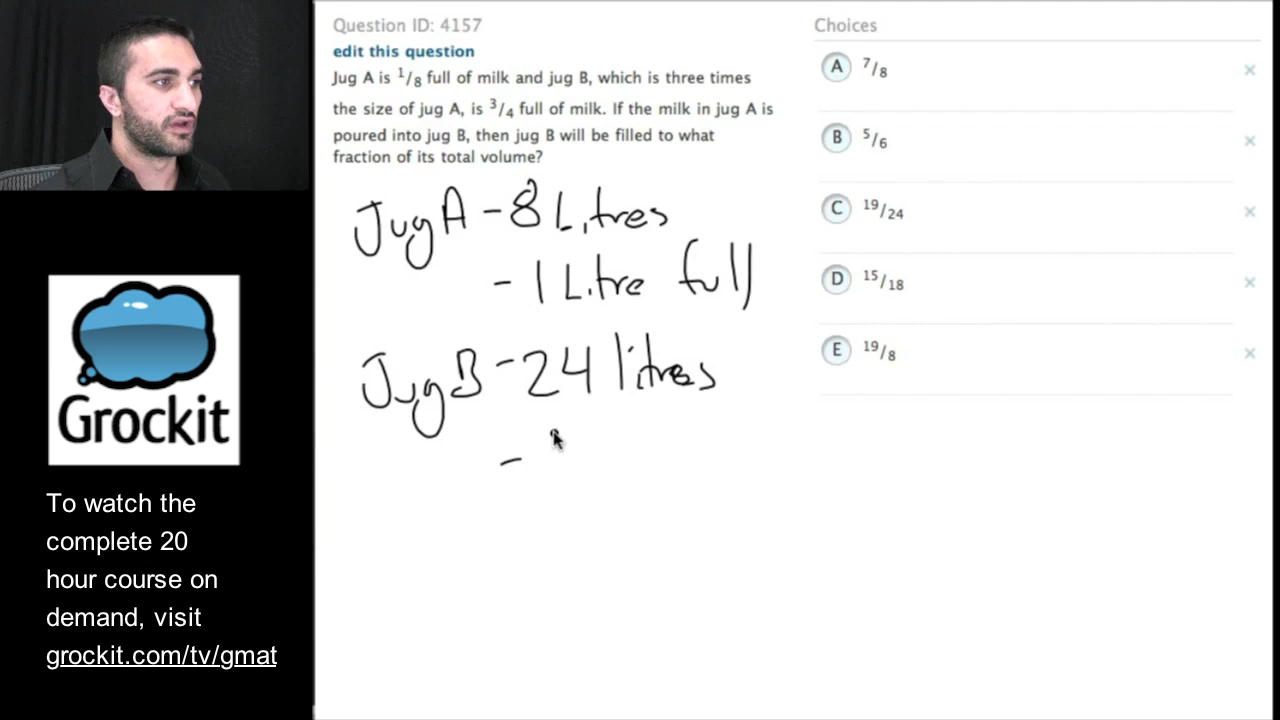 Question ID: 4157
edit this question
Jug A is 1/8 full of milk and jug B, which is three times
the size of jug A, is 3/4 full of milk. If the milk in jug A is
poured into jug B, then jug B will be filled to what
fraction of its total volume?
Jug A - 8 Litres
- 1 Litre full
Jug B - 24 litres
-
Choices
A 7/8
B 5/6
C 19/24
D 15/18
E 19/8
Grockit
To watch the
complete 20
hour course on
demand, visit
grockit.com/tv/gmat